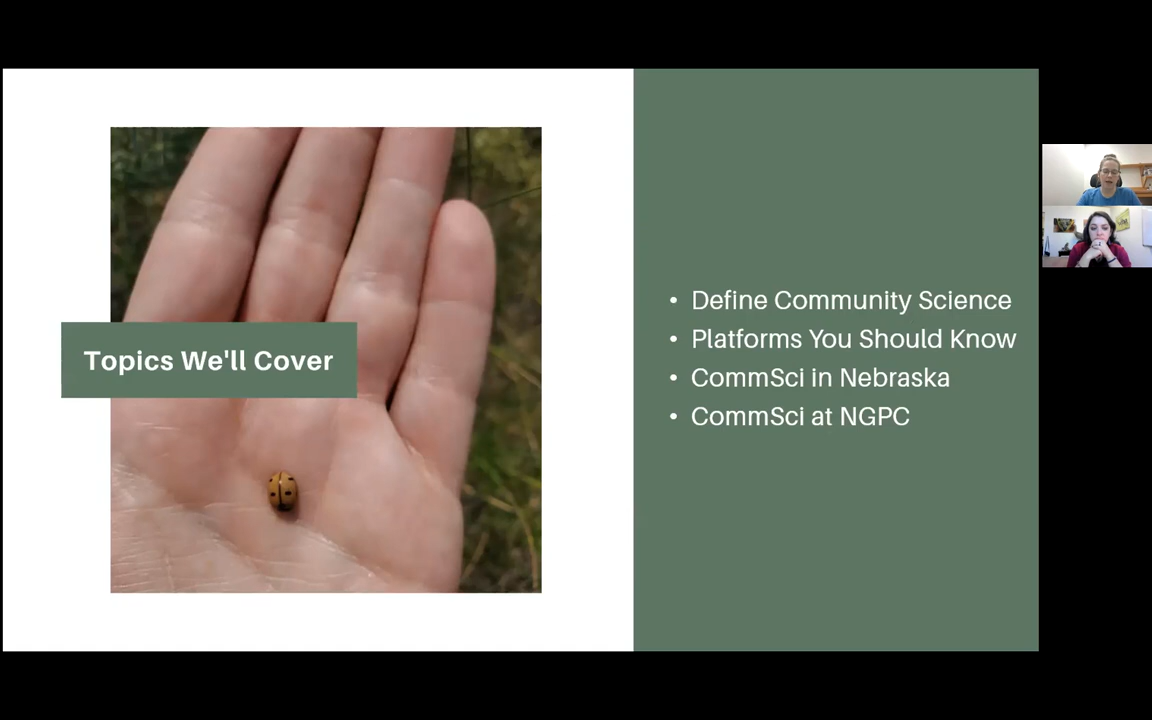 Topics We'll Cover
• Define Community Science
• Platforms You Should Know
• CommSci in Nebraska
• CommSci at NGPC